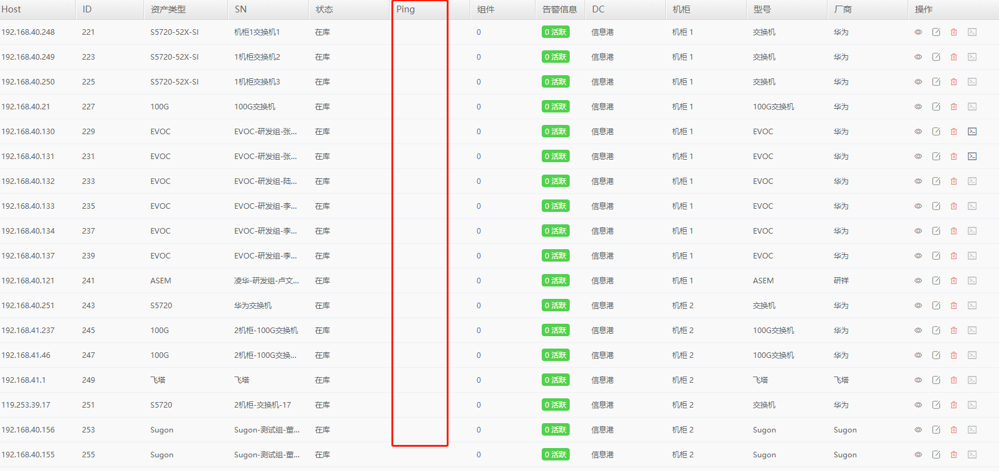 Host ID 资产类型 SN 状态 Ping 组件 告警信息 DC 机柜 型号 厂商 操作
192.168.40.248 221 S5720-52X-SI 机柜1交换机1 在库 0 0 活跃 信息港 机柜 1 交换机 华为
192.168.40.249 223 S5720-52X-SI 1机柜交换机2 在库 0 0 活跃 信息港 机柜 1 交换机 华为
192.168.40.250 225 S5720-52X-SI 1机柜交换机3 在库 0 0 活跃 信息港 机柜 1 交换机 华为
192.168.40.21 227 100G 100G交换机 在库 0 0 活跃 信息港 机柜 1 100G交换机 华为
192.168.40.130 229 EVOC EVOC-研发组-张... 在库 0 0 活跃 信息港 机柜 1 EVOC 华为
192.168.40.131 231 EVOC EVOC-研发组-张... 在库 0 0 活跃 信息港 机柜 1 EVOC 华为
192.168.40.132 233 EVOC EVOC-研发组-陆... 在库 0 0 活跃 信息港 机柜 1 EVOC 华为
192.168.40.133 235 EVOC EVOC-研发组-李... 在库 0 0 活跃 信息港 机柜 1 EVOC 华为
192.168.40.134 237 EVOC EVOC-研发组-李... 在库 0 0 活跃 信息港 机柜 1 EVOC 华为
192.168.40.137 239 EVOC EVOC-研发组-李... 在库 0 0 活跃 信息港 机柜 1 EVOC 华为
192.168.40.121 241 ASEM 凌华-研发组-卢文... 在库 0 0 活跃 信息港 机柜 1 ASEM 研祥
192.168.40.251 243 S5720 华为交换机 在库 0 0 活跃 信息港 机柜 2 交换机 华为
192.168.41.237 245 100G 2机柜-100G交换机 在库 0 0 活跃 信息港 机柜 2 100G交换机 华为
192.168.41.46 247 100G 2机柜-100G交换... 在库 0 0 活跃 信息港 机柜 2 100G交换机 华为
192.168.41.1 249 飞塔 飞塔 在库 0 0 活跃 信息港 机柜 2 飞塔 飞塔
119.253.39.17 251 S5720 2机柜-交换机-17 在库 0 0 活跃 信息港 机柜 2 交换机 华为
192.168.40.156 253 Sugon Sugon-测试组-董... 在库 0 0 活跃 信息港 机柜 2 Sugon Sugon
192.168.40.155 255 Sugon Sugon-测试组-董... 在库 0 0 活跃 信息港 机柜 2 Sugon Sugon